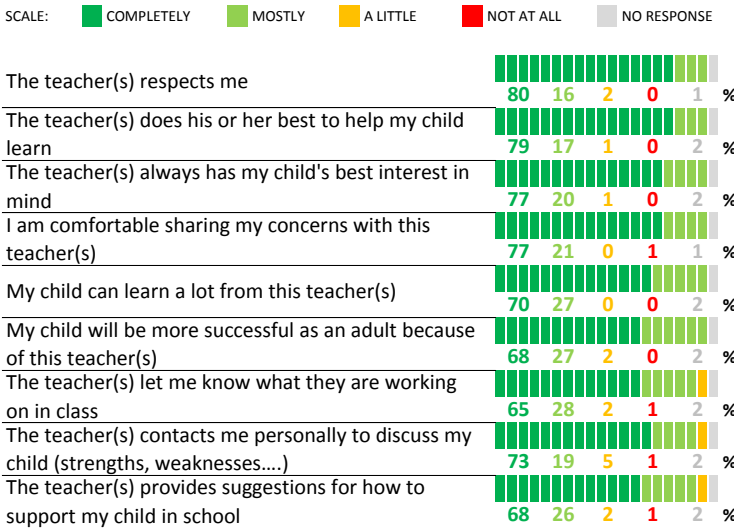 SCALE: COMPLETELY MOSTLY A LITTLE NOT AT ALL NO RESPONSE
The teacher(s) respects me
80 16 2 0 1 %
The teacher(s) does his or her best to help my child
learn
79 17 1 0 2 %
The teacher(s) always has my child's best interest in
mind
77 20 1 0 2 %
I am comfortable sharing my concerns with this
teacher(s)
77 21 0 1 1 %
My child can learn a lot from this teacher(s)
70 27 0 0 2 %
My child will be more successful as an adult because
of this teacher(s)
68 27 2 0 2 %
The teacher(s) let me know what they are working
on in class
65 28 2 1 2 %
The teacher(s) contacts me personally to discuss my
child (strengths, weaknesses....)
73 19 5 1 2 %
The teacher(s) provides suggestions for how to
support my child in school
68 26 2 1 2 %